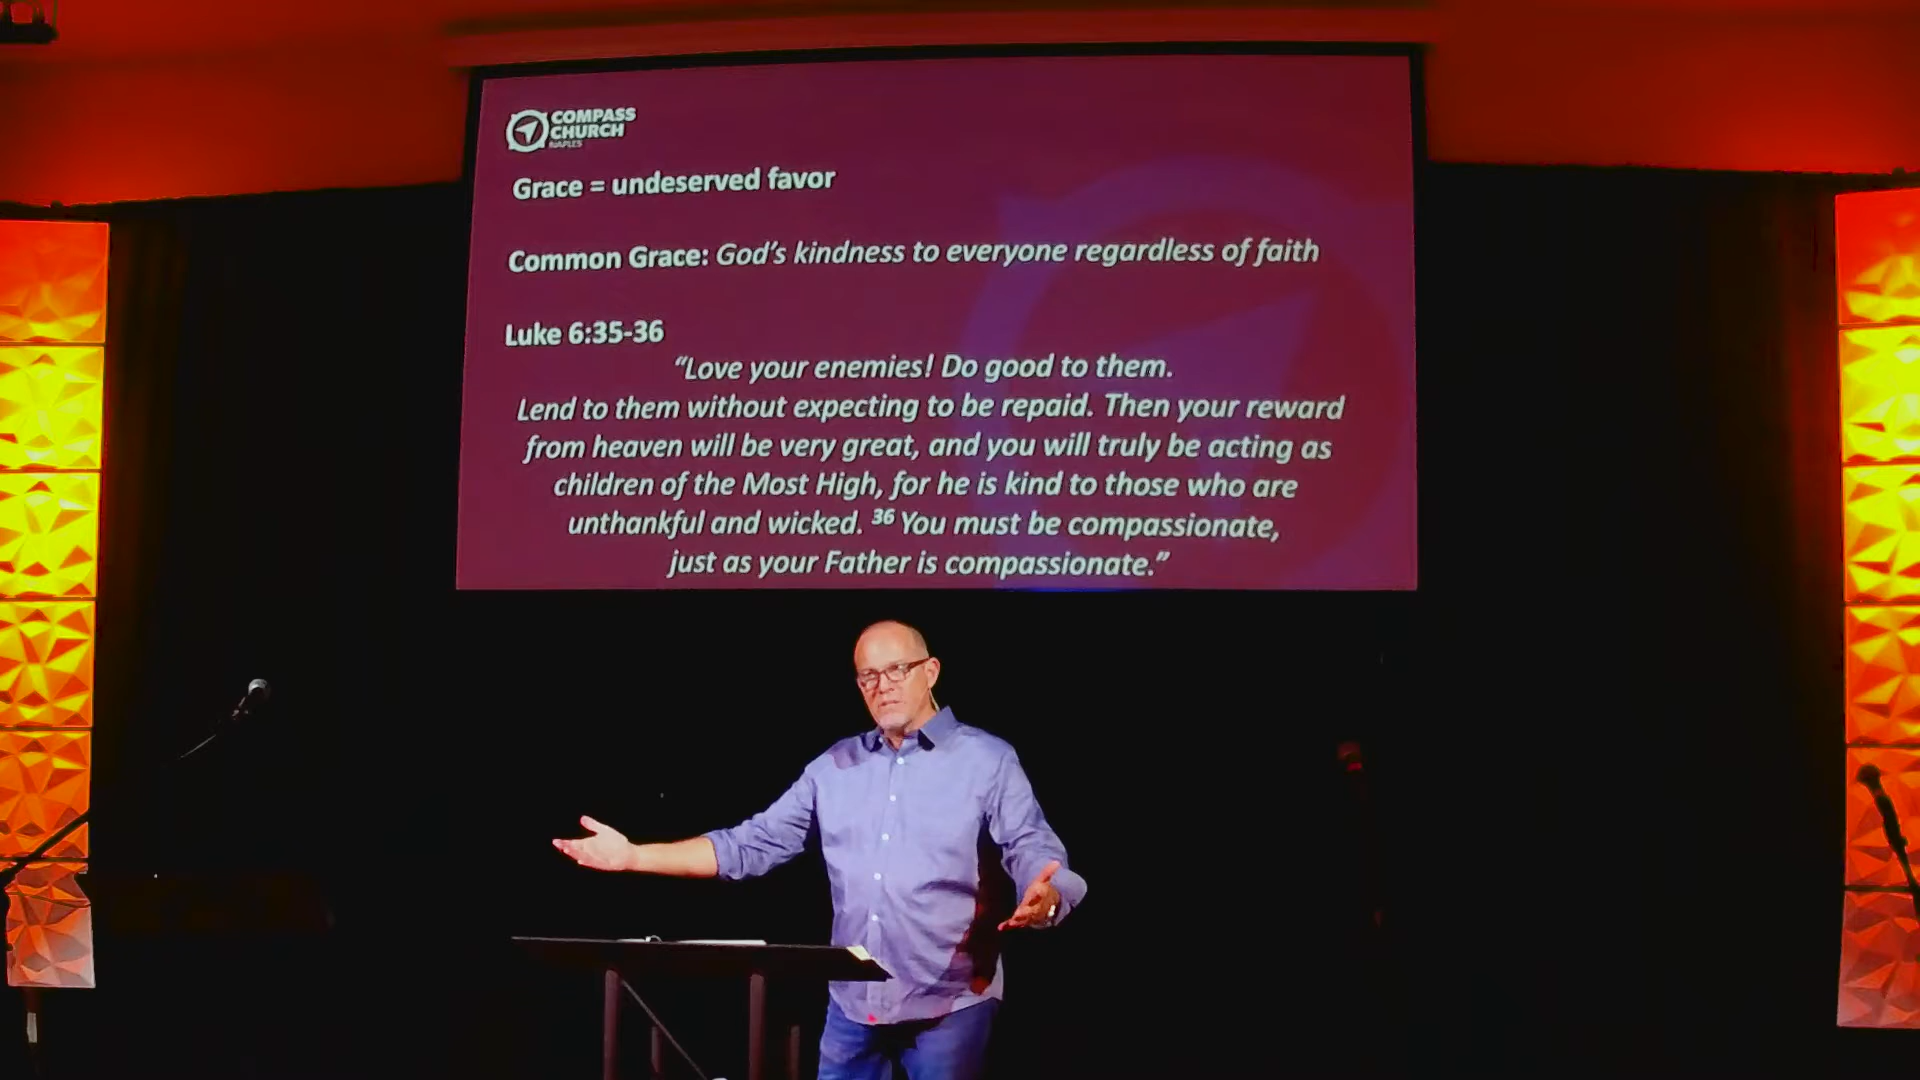 COMPASS
CHURCH
NAPLES
Grace = undeserved favor
Common Grace: God's kindness to everyone regardless of faith
Luke 6:35-36
“Love your enemies! Do good to them.
Lend to them without expecting to be repaid. Then your reward
from heaven will be very great, and you will truly be acting as
children of the Most High, for he is kind to those who are
unthankful and wicked. 36 You must be compassionate,
just as your Father is compassionate.”